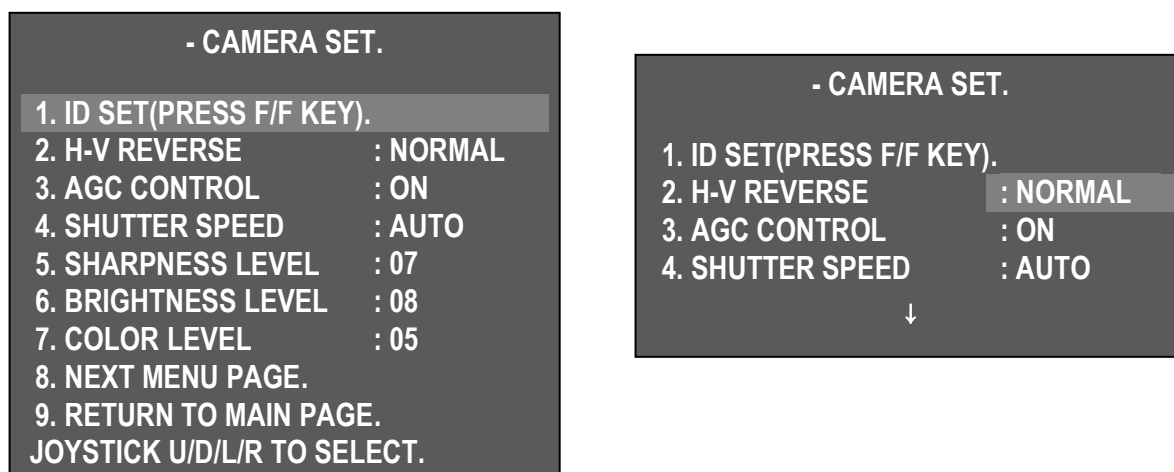 - CAMERA SET.
1. ID SET(PRESS F/F KEY).
2. H-V REVERSE : NORMAL
3. AGC CONTROL : ON
4. SHUTTER SPEED : AUTO
5. SHARPNESS LEVEL : 07
6. BRIGHTNESS LEVEL : 08
7. COLOR LEVEL : 05
8. NEXT MENU PAGE.
9. RETURN TO MAIN PAGE.
JOYSTICK U/D/L/R TO SELECT.
- CAMERA SET.
1. ID SET(PRESS F/F KEY).
2. H-V REVERSE : NORMAL
3. AGC CONTROL : ON
4. SHUTTER SPEED : AUTO
↓